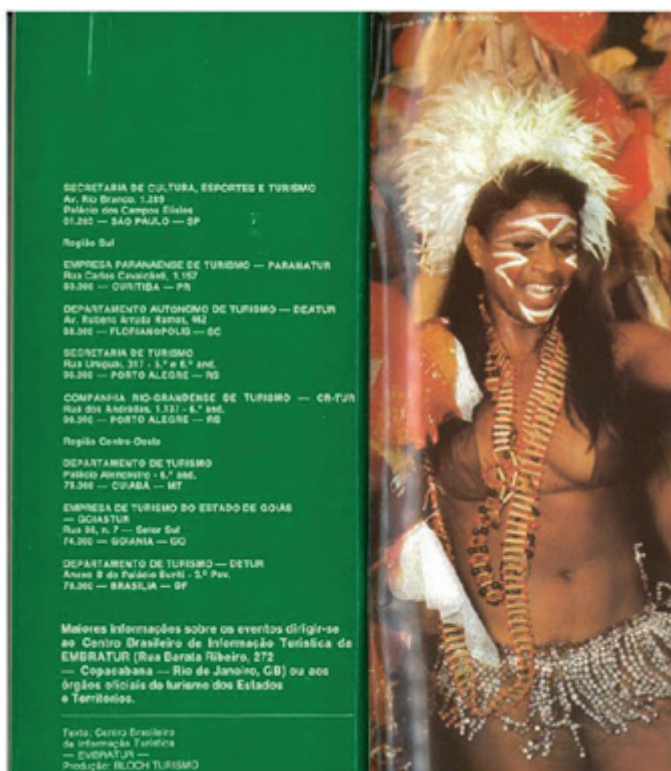 SECRETARIA DE CULTURA, ESPORTES E TURISMO
Av. Rio Branco, 1.289
Palácio dos Campos Elíseos
01.200 — SÃO PAULO — SP
Região Sul
EMPRESA PARANAENSE DE TURISMO — PARANATUR
Rua Carlos Cavalcânti, 1.157
80.000 — CURITIBA — PR
DEPARTAMENTO AUTÔNOMO DE TURISMO — DEATUR
Av. Rubens Arruda Ramos, 462
88.000 — FLORIANÓPOLIS — SC
SECRETARIA DE TURISMO
Rua Uruguai, 317 - 5.º e 6.º and.
90.000 — PORTO ALEGRE — RS
COMPANHIA RIO-GRANDENSE DE TURISMO — CR-TUR
Rua dos Andradas, 1.137 - 6.º and.
90.000 — PORTO ALEGRE — RS
Região Centro-Oeste
DEPARTAMENTO DE TURISMO
Palácio Alencastro - 6.º and.
78.000 — CUIABÁ — MT
EMPRESA DE TURISMO DO ESTADO DE GOIÁS
— GOIASTUR
n. 7 — Setor Sul
74.000 — GOIÂNIA — GO
DEPARTAMENTO DE TURISMO — DETUR
Anexo do Palácio Buriti - Pav.
70.000 — BRASÍLIA — DF
Maiores informações sobre os eventos dirigir-se
ao Centro Brasileiro de Informação Turística da
EMBRATUR (Rua Barata Ribeiro, 272
— Copacabana — Rio de Janeiro, GB) ou aos
órgãos oficiais de turismo dos Estados
e Territórios.
Texto: Centro Brasileiro
de Informação Turística
— EMBRATUR —
Produção: BLOCH TURISMO